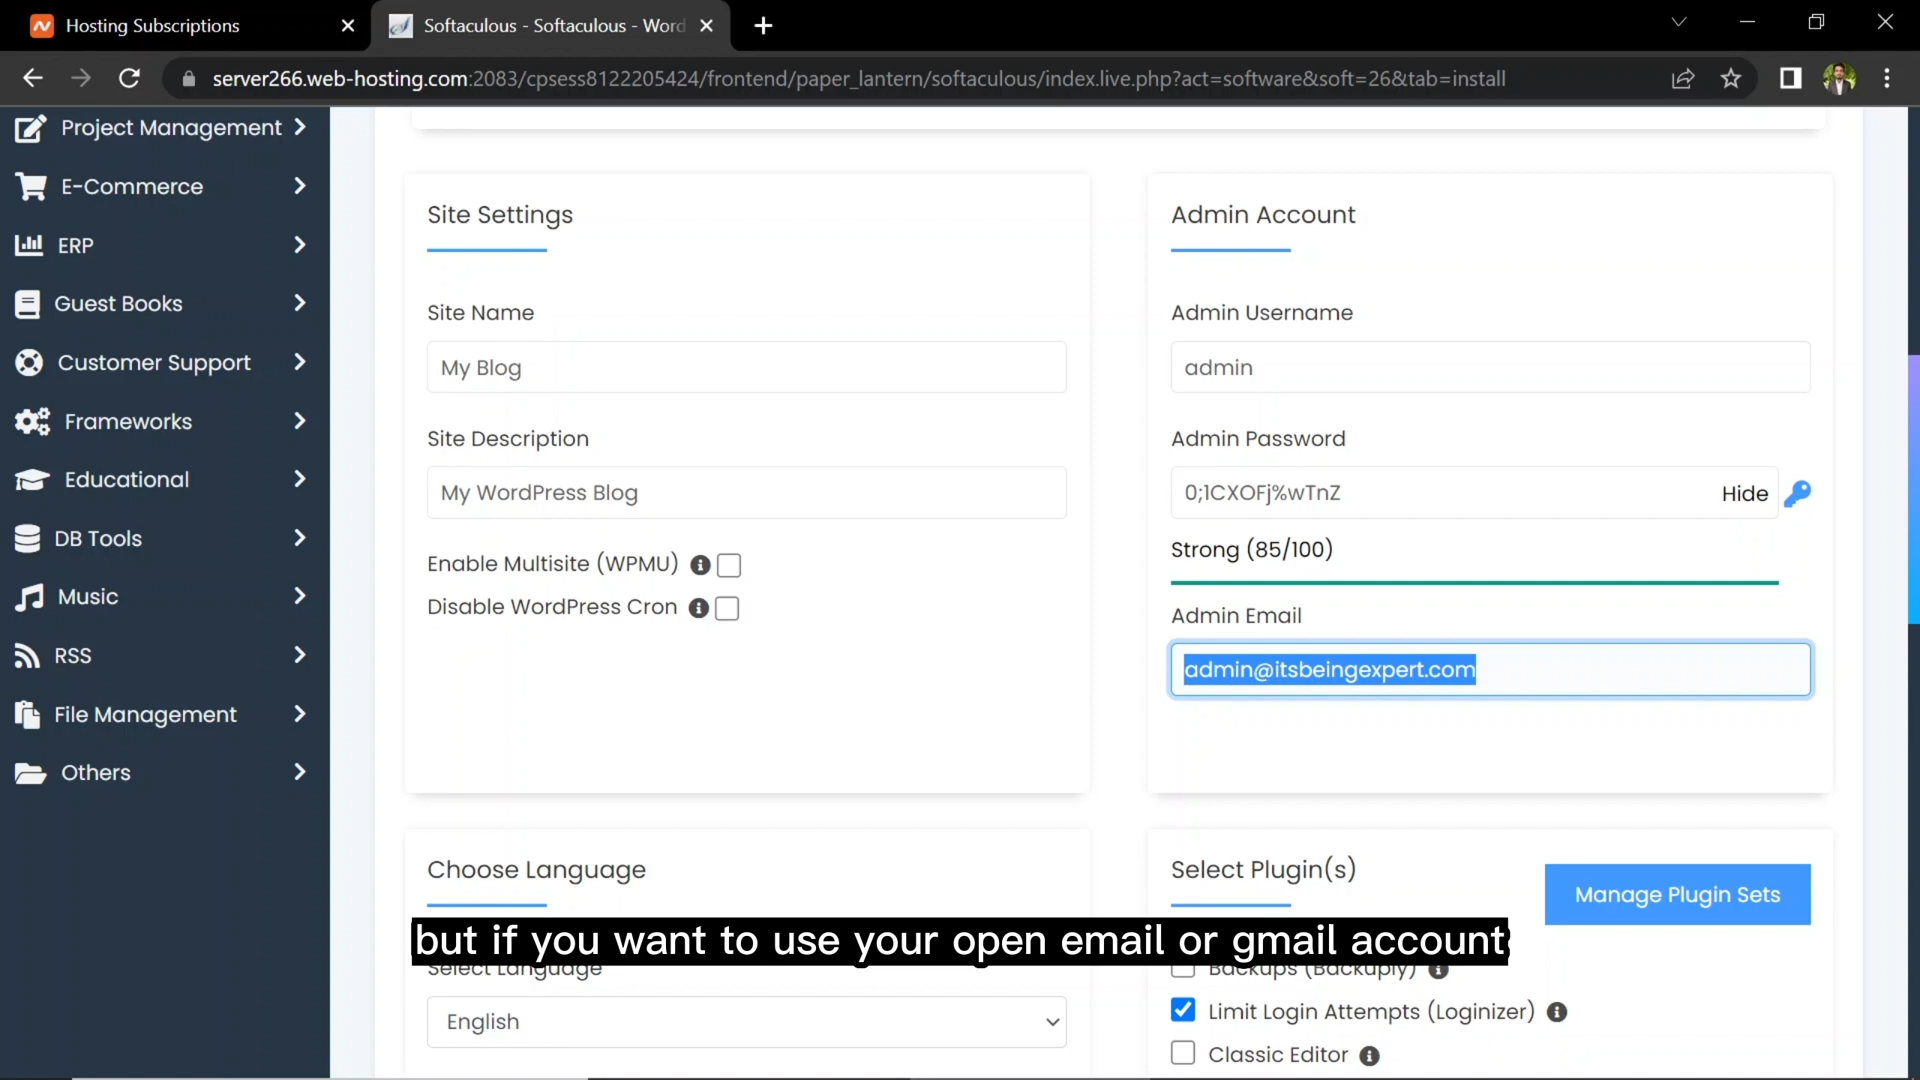 Hosting Subscriptions
Softaculous - Softaculous - Word
server266.web-hosting.com:2083/cpsess8122205424/frontend/paper_lantern/softaculous/index.live.php?act=software&soft=26&tab=install
Project Management
E-Commerce
ERP
Guest Books
Customer Support
Frameworks
Educational
DB Tools
Music
RSS
File Management
Others
Site Settings
Site Name
My Blog
Site Description
My WordPress Blog
Enable Multisite (WPMU)
Disable WordPress Cron
Admin Account
Admin Username
admin
Admin Password
0;1CXOFj%wTnZ
Hide
Strong (85/100)
Admin Email
admin@itsbeingexpert.com
Choose Language
Select Language
English
Select Plugin(s)
Manage Plugin Sets
Backups (Backuply)
Limit Login Attempts (Loginizer)
Classic Editor
but if you want to use your open email or gmail account